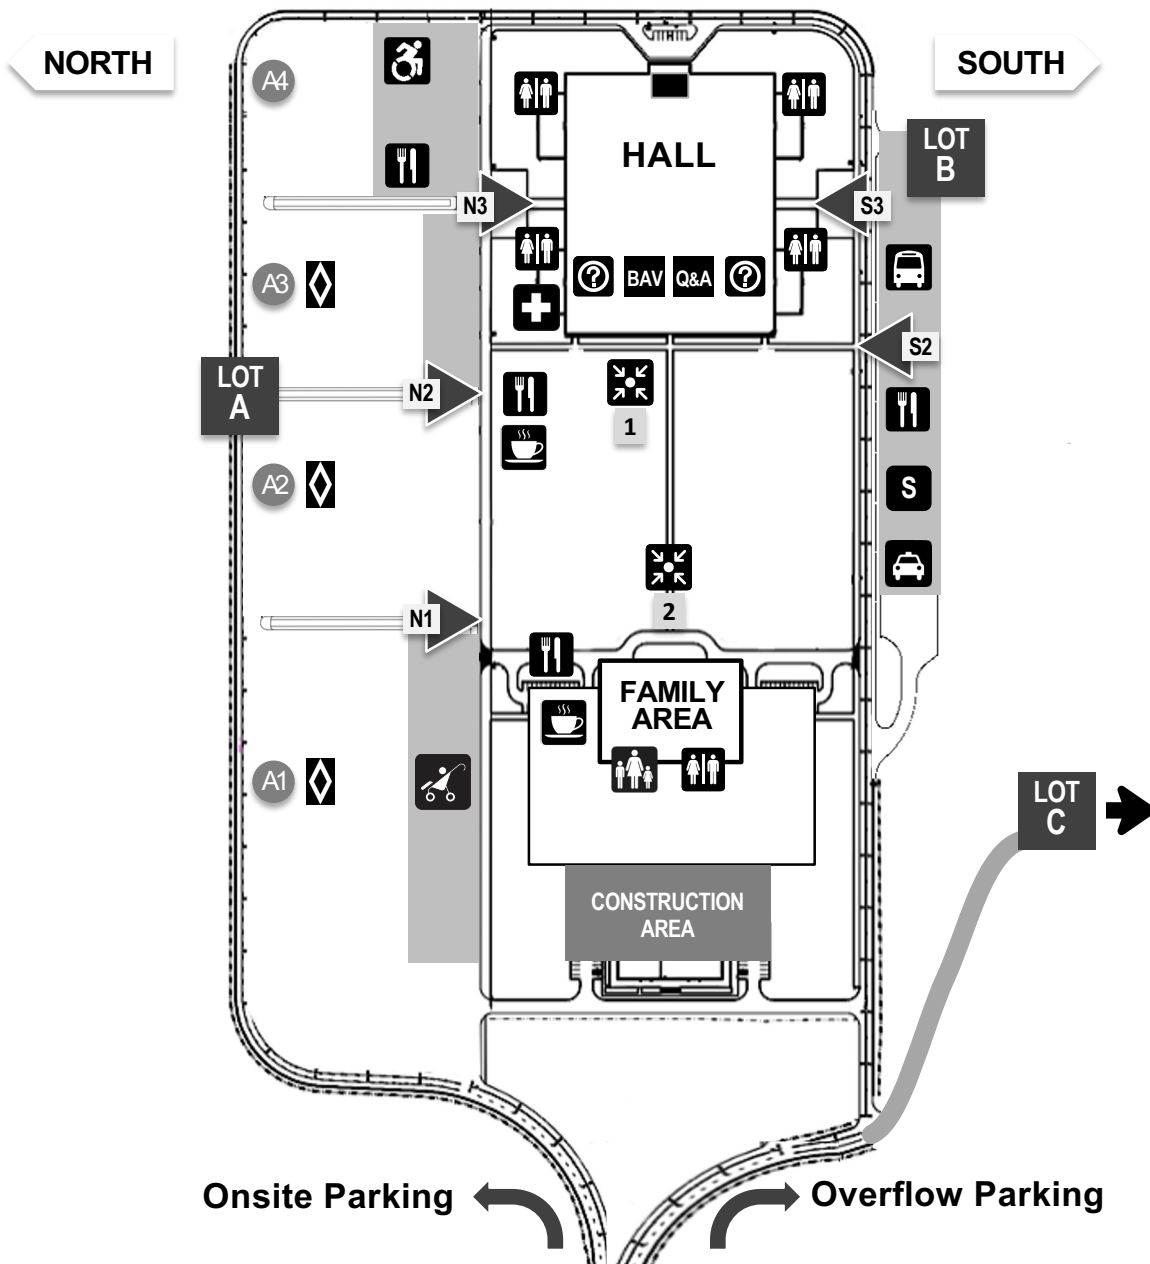 NORTH
SOUTH
A4
LOT
B
HALL
N3
S3
A3
?
BAV
Q&A
?
S2
LOT
A
N2
1
A2
S
2
N1
FAMILY
AREA
A1
LOT
C
CONSTRUCTION
AREA
Onsite Parking
Overflow Parking